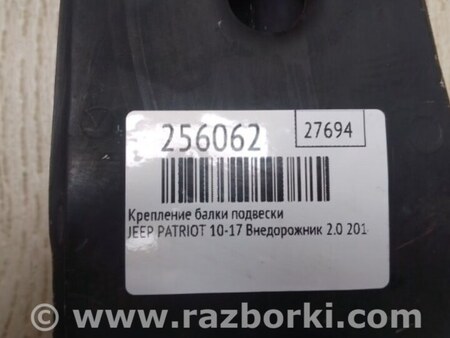 256062
27694
Крепление балки подвески
JEEP PATRIOT 10-17 Внедорожник 2.0 201
© www.razborki.com